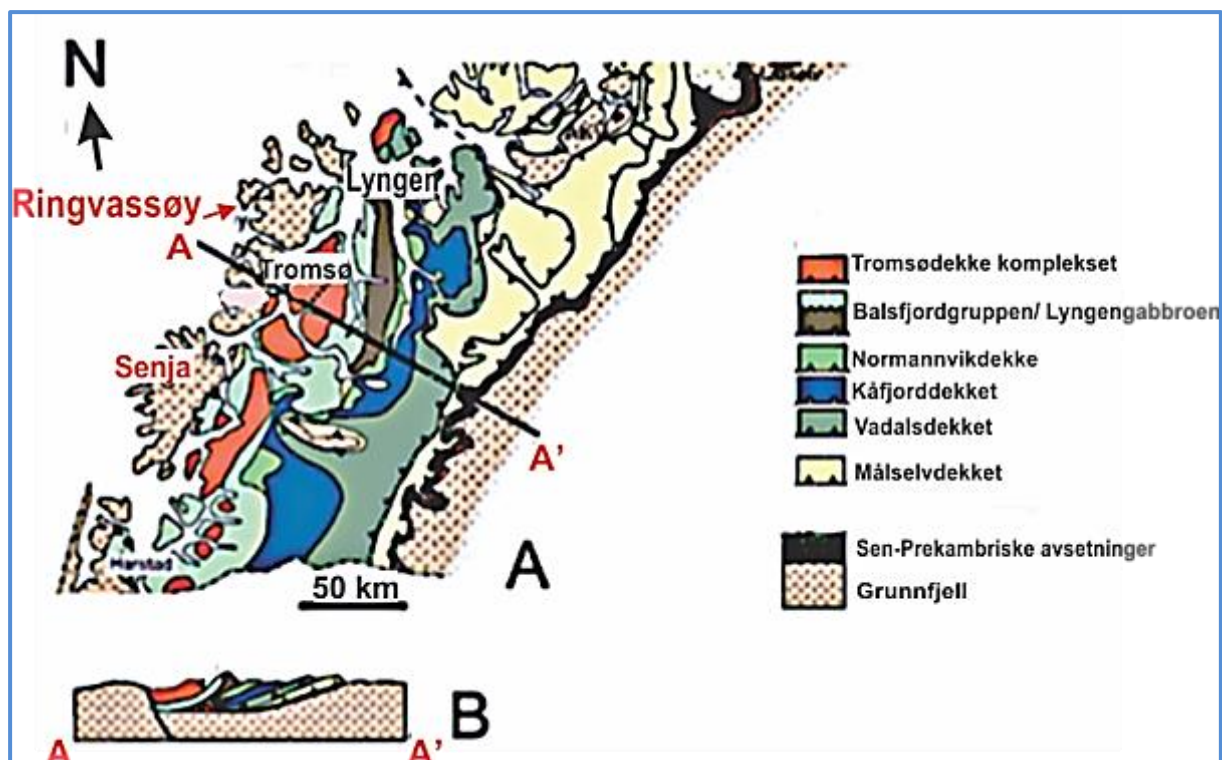 N
Lyngen
Ringvassøy
A
Tromsø
Senja
A'
Harstad
A
50 km
Tromsødekke komplekset
Balsfjordgruppen/ Lyngengabbroen
Normannvikdekke
Kåfjorddekket
Vadalsdekket
Målselvdekket
Sen-Prekambriske avsetninger
Grunnfjell
B
A
A'